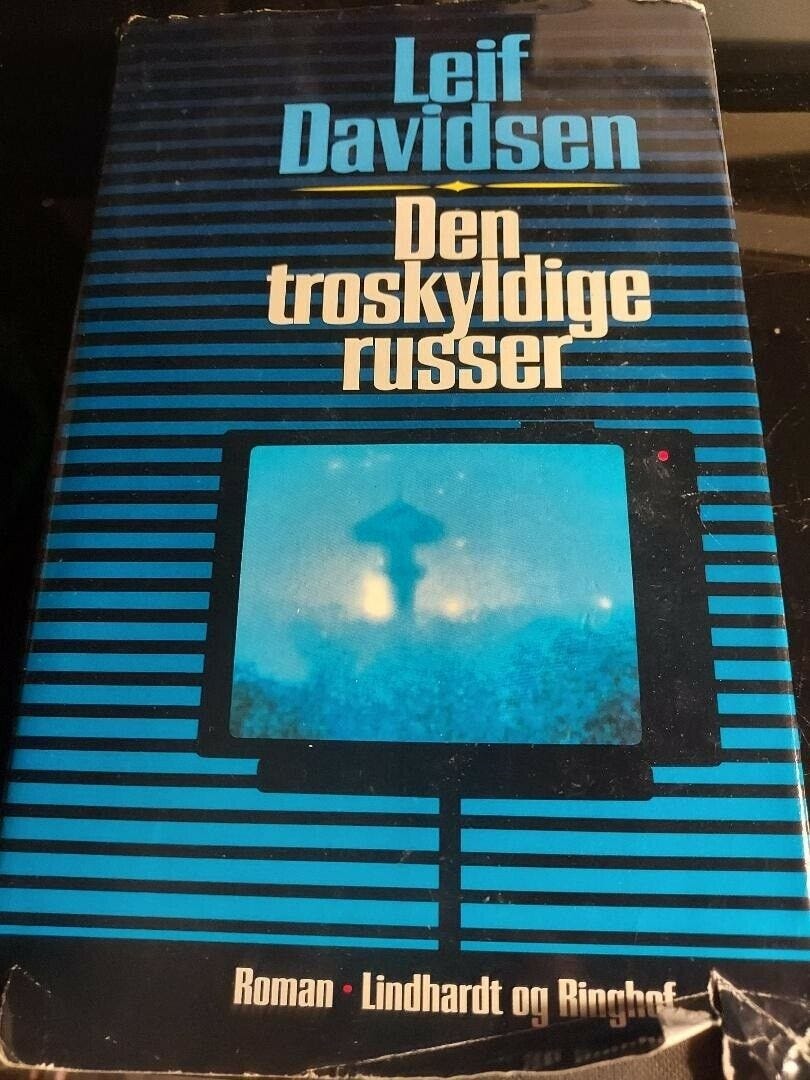 Leif
Davidsen
Den
troskyldige
russer
Roman • Lindhardt og Ringhof